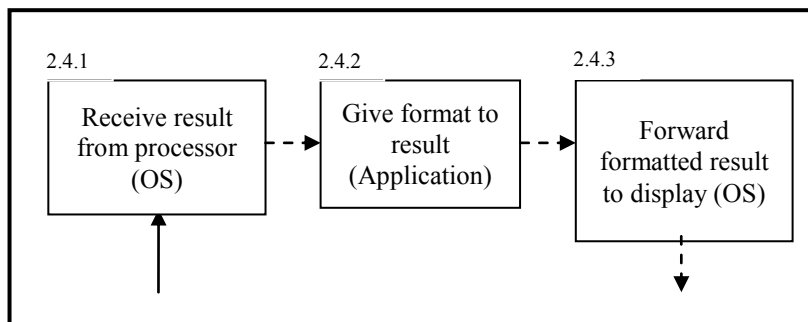 2.4.1
Receive result
from processor
(OS)
2.4.2
Give format to
result
(Application)
2.4.3
Forward
formatted result
to display (OS)